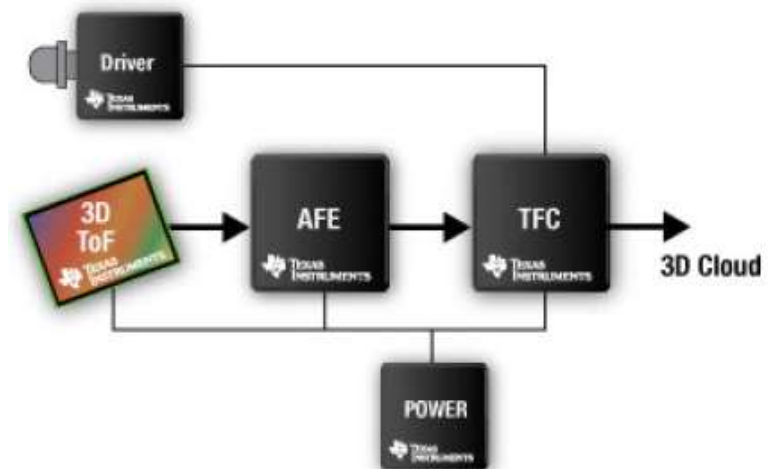 Driver
TEXAS
INSTRUMENTS
3D
ToF
TEXAS
INSTRUMENTS
AFE
TEXAS
INSTRUMENTS
TFC
TEXAS
INSTRUMENTS
3D Cloud
POWER
TEXAS
INSTRUMENTS